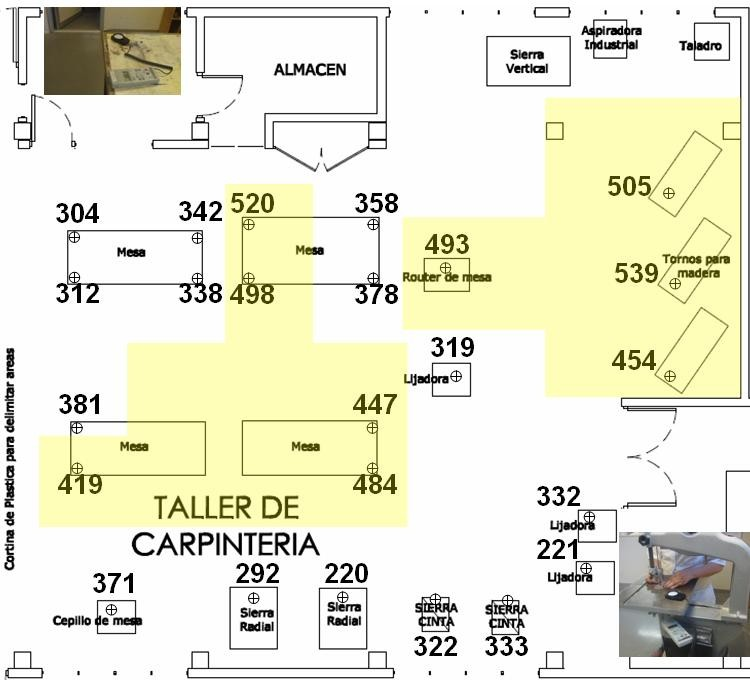 Aspiradora
Industrial
Sierra
Vertical
Taladro
ALMACEN
505
304
342
520
358
Mesa
Mesa
493
Router de mesa
539
Tornos para
madera
312
338
498
378
319
454
Lijadora
Cortina de Plastica para delimitar areas
381
447
Mesa
Mesa
419
484
TALLER DE
CARPINTERIA
332
Lijadora
221
Lijadora
371
292
220
Cepillo de mesa
Sierra
Radial
Sierra
Radial
SIERRA
CINTA
SIERRA
CINTA
322
333